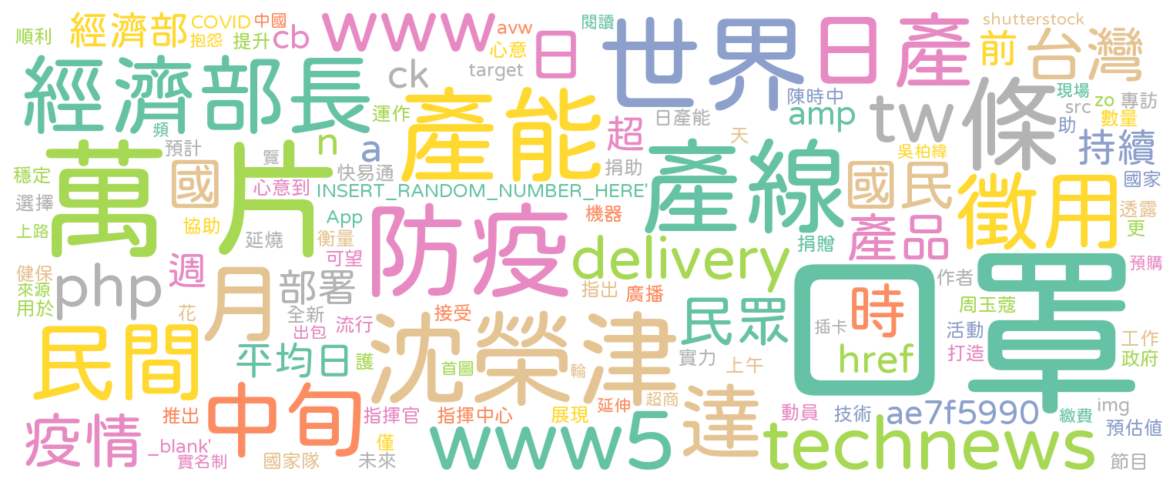 順利
經濟部
COVID
抱怨
中國
提升
cb
www
avw
心意
target
日
閱讀
世界
日產
shutterstock
前
台灣
經濟部長
ck
運作
頻
預計
n
a
產能
超
日產能
陳時中
amp
天
tw
條
現場
src
助
zo
專訪
數量
持續
萬片
穩定
選擇
上路
國
覽
快易通
心意到
INSERT_RANDOM_NUMBER_HERE'
捐助
機器
產線
吳柏緯
國民
徵用
國家
透露
更
協助
延燒
App
衡量
可望
防疫
delivery
捐贈
產品
預購
健保
來源
用於
php
週
月
部署
指出
廣播
民眾
作者
周玉蔻
口罩
花
全新
出包
流行
接受
時
插卡
href
活動
打造
工作
政府
民間
平均日
護
沈榮津
首圖
輪
實力
上午
超商
達
疫情
推出
中旬
指揮官
指揮中心
展現
延伸
動員
技術
ae7f5990
繳費
img
預估值
_blank'
實名制
國家隊
僅
未來
www5
technews
節目